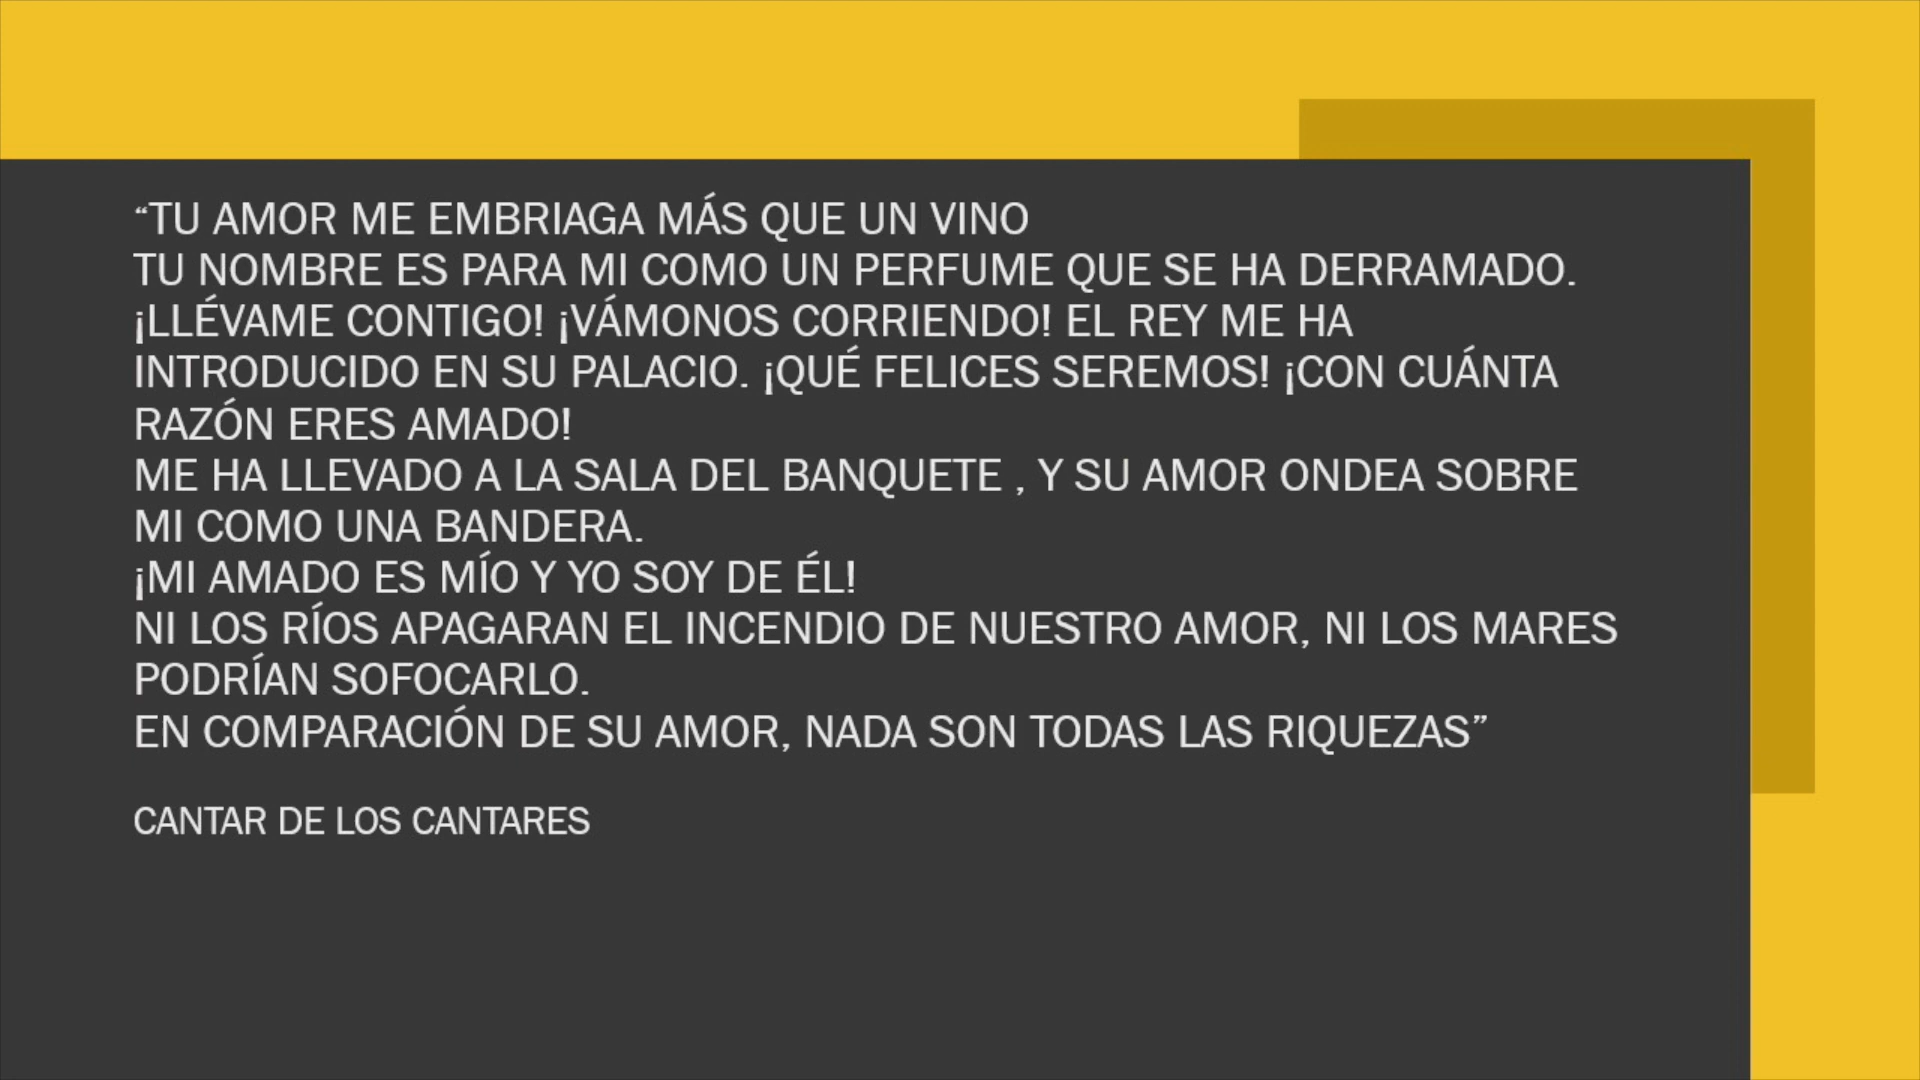 “TU AMOR ME EMBRIAGA MÁS QUE UN VINO
TU NOMBRE ES PARA MI COMO UN PERFUME QUE SE HA DERRAMADO.
¡LLÉVAME CONTIGO! ¡VÁMONOS CORRIENDO! EL REY ME HA
INTRODUCIDO EN SU PALACIO. ¡QUÉ FELICES SEREMOS! ¡CON CUÁNTA
RAZÓN ERES AMADO!
ME HA LLEVADO A LA SALA DEL BANQUETE , Y SU AMOR ONDEA SOBRE
MI COMO UNA BANDERA.
¡MI AMADO ES MÍO Y YO SOY DE ÉL!
NI LOS RÍOS APAGARAN EL INCENDIO DE NUESTRO AMOR, NI LOS MARES
PODRÍAN SOFOCARLO.
EN COMPARACIÓN DE SU AMOR, NADA SON TODAS LAS RIQUEZAS”
CANTAR DE LOS CANTARES